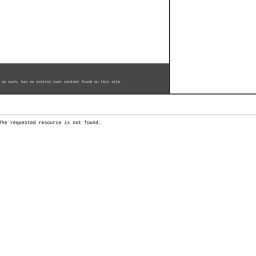 as such, has no control over content found on this site.
The requested resource is not found.